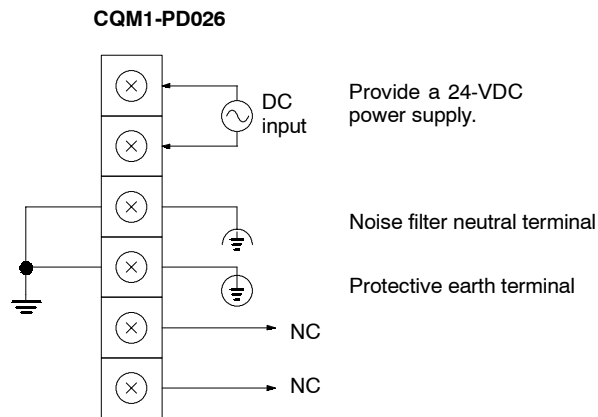 CQM1-PD026
DC
input
Provide a 24-VDC
power supply.
Noise filter neutral terminal
Protective earth terminal
NC
NC